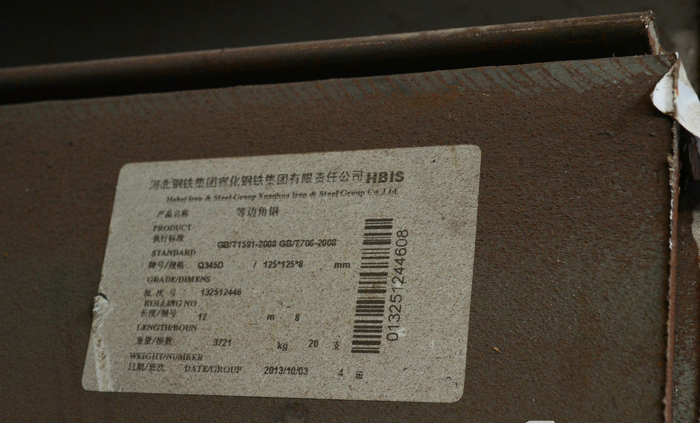 河北钢铁集团宣化钢铁集团有限责任公司 HBIS
Hebei Iron & Steel Group Xuanhua Iron & Steel Group Co.,Ltd.
产品名称 等边角钢
PRODUCT
执行标准 GB/T1591-2008 GB/T706-2008
STANDARD
牌号/规格 Q345D / 125*125*8 mm
GRADE/DIMENS
批 次 号 132512446
ROLLING NO
长度/捆号 12 m 8
LENGTH/BOUN
重量/根数 3721 kg 20 支
WEIGHT/NUMBER
日期/班次 DATE/GROUP 2013/10/03 4 班
013251244608